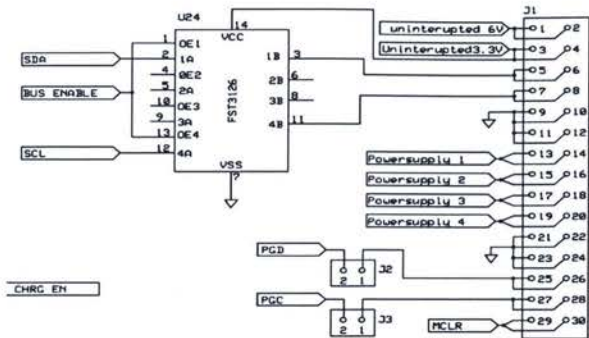 U24
14
VCC
1 OE1
SDA 2 1A
4 OE2
BUS ENABLE 5 2A
10 OE3
9 3A
13 OE4
SCL 12 4A
FST3126
1B 3
2B 6
3B 8
4B 11
VSS
7
J1
uninterupted 6V 1 2
Uninterupted3.3V 3 4
5 6
7 8
9 10
11 12
Powersupply 1 13 14
Powersupply 2 15 16
Powersupply 3 17 18
Powersupply 4 19 20
21 22
23 24
PGD J2 25 26
2 1
CHRG EN
PGC J3 27 28
2 1
MCLR 29 30